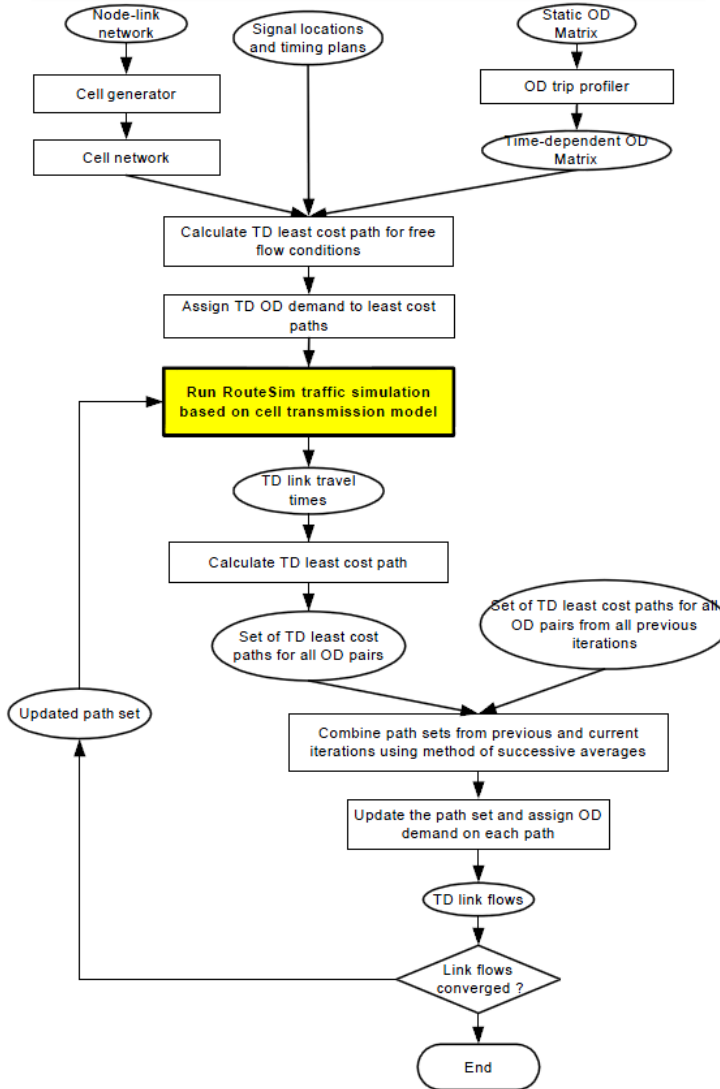 Node-link
network
Signal locations
and timing plans
Static OD
Matrix
Cell generator
OD trip profiler
Cell network
Time-dependent OD
Matrix
Calculate TD least cost path for free
flow conditions
Assign TD OD demand to least cost
paths
Run RouteSim traffic simulation
based on cell transmission model
TD link travel
times
Calculate TD least cost path
Set of TD least cost
paths for all OD pairs
Set of TD least cost paths for all
OD pairs from all previous
iterations
Updated path set
Combine path sets from previous and current
iterations using method of successive averages
Update the path set and assign OD
demand on each path
TD link flows
Link flows
converged ?
End